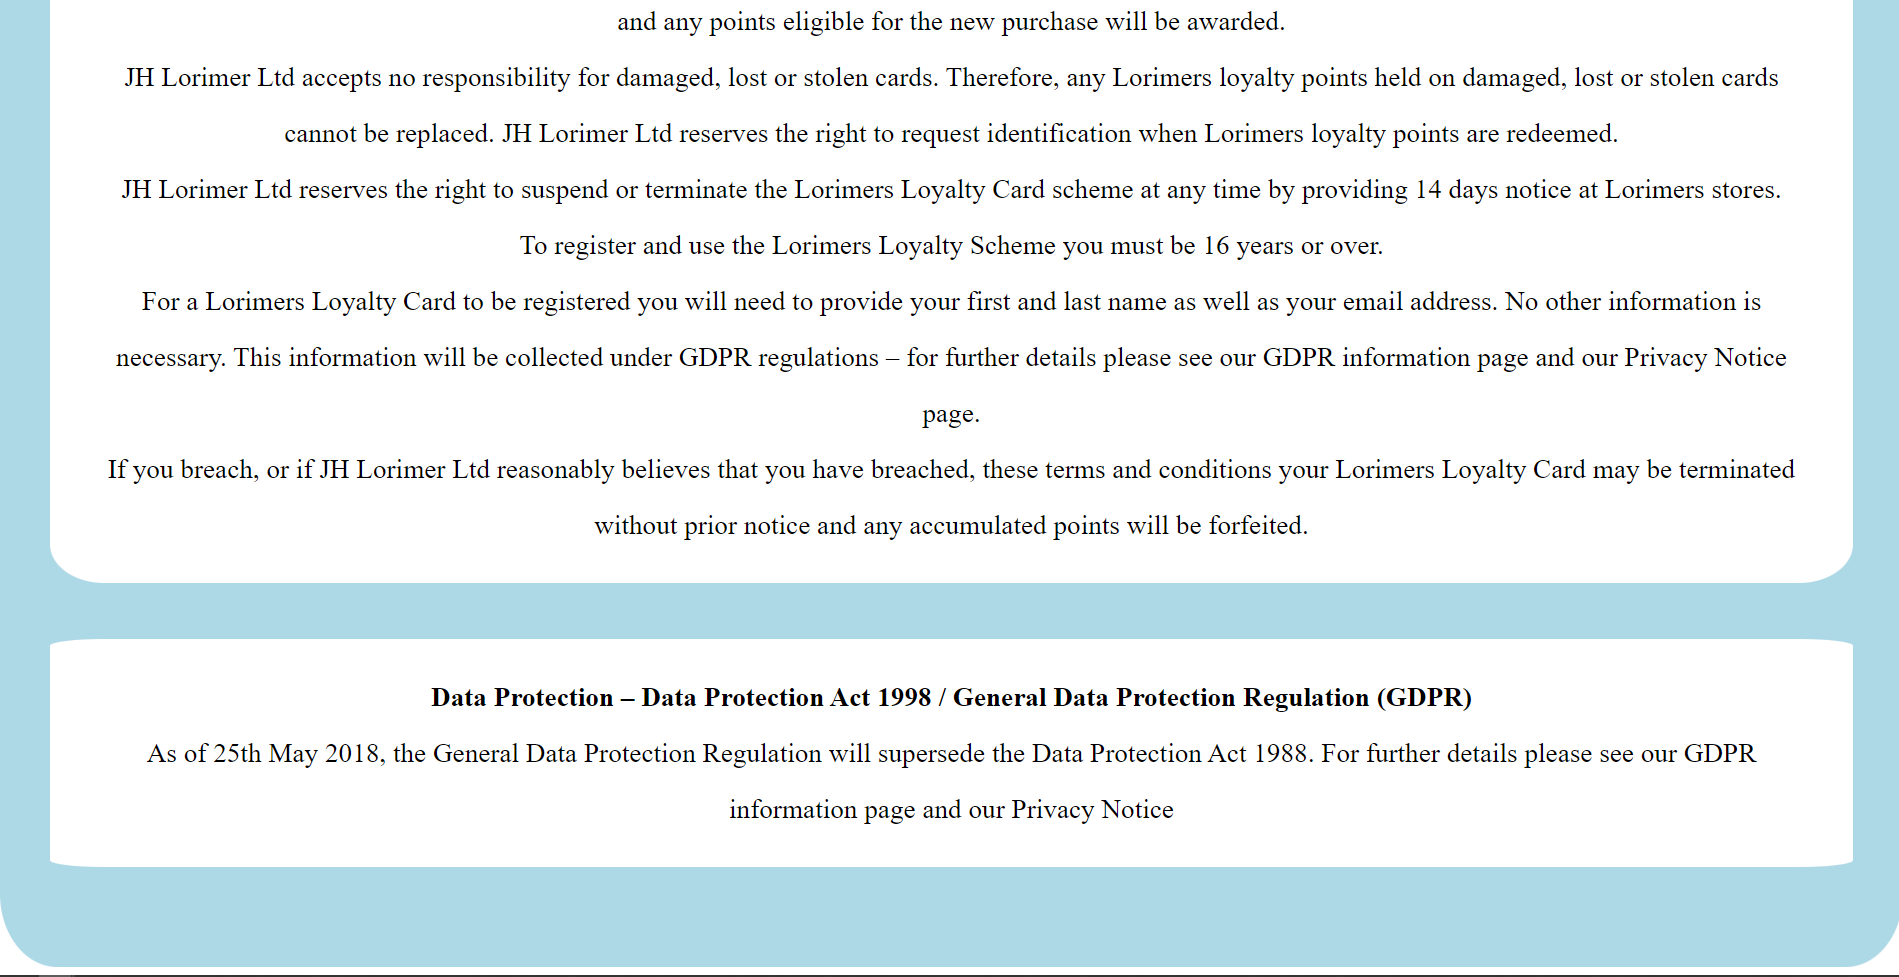 and any points eligible for the new purchase will be awarded.
JH Lorimer Ltd accepts no responsibility for damaged, lost or stolen cards. Therefore, any Lorimers loyalty points held on damaged, lost or stolen cards
cannot be replaced. JH Lorimer Ltd reserves the right to request identification when Lorimers loyalty points are redeemed.
JH Lorimer Ltd reserves the right to suspend or terminate the Lorimers Loyalty Card scheme at any time by providing 14 days notice at Lorimers stores.
To register and use the Lorimers Loyalty Scheme you must be 16 years or over.
For a Lorimers Loyalty Card to be registered you will need to provide your first and last name as well as your email address. No other information is
necessary. This information will be collected under GDPR regulations – for further details please see our GDPR information page and our Privacy Notice
page.
If you breach, or if JH Lorimer Ltd reasonably believes that you have breached, these terms and conditions your Lorimers Loyalty Card may be terminated
without prior notice and any accumulated points will be forfeited.
Data Protection – Data Protection Act 1998 / General Data Protection Regulation (GDPR)
As of 25th May 2018, the General Data Protection Regulation will supersede the Data Protection Act 1988. For further details please see our GDPR
information page and our Privacy Notice